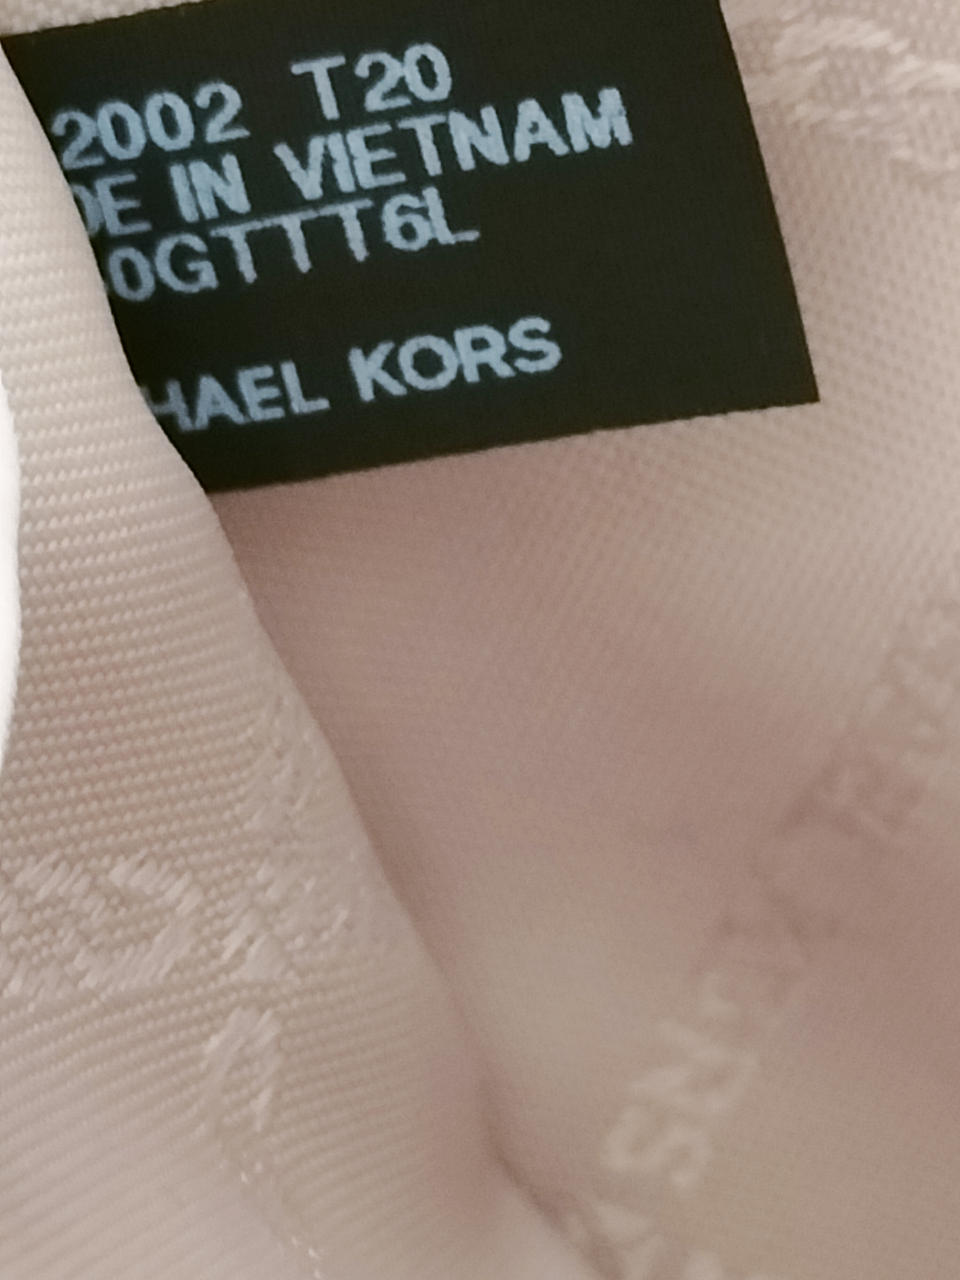 2002 T20
DE IN VIETNAM
0GTTT6L
HAEL KORS